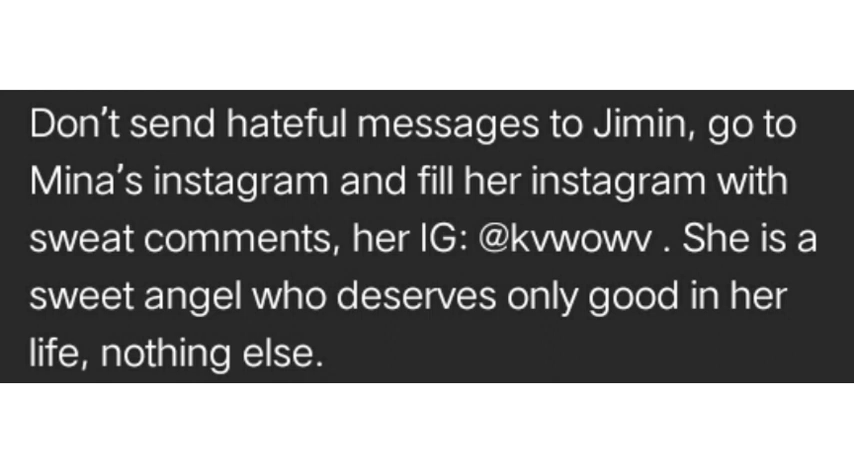 Don't send hateful messages to Jimin, go to
Mina's instagram and fill her instagram with
sweat comments, her IG: @kvwowv . She is a
sweet angel who deserves only good in her
life, nothing else.